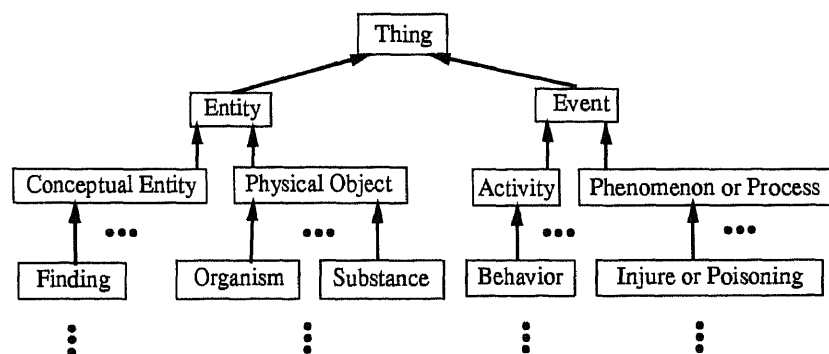 Thing
Entity
Event
Conceptual Entity
Physical Object
Activity
Phenomenon or Process
Finding
Organism
Substance
Behavior
Injure or Poisoning